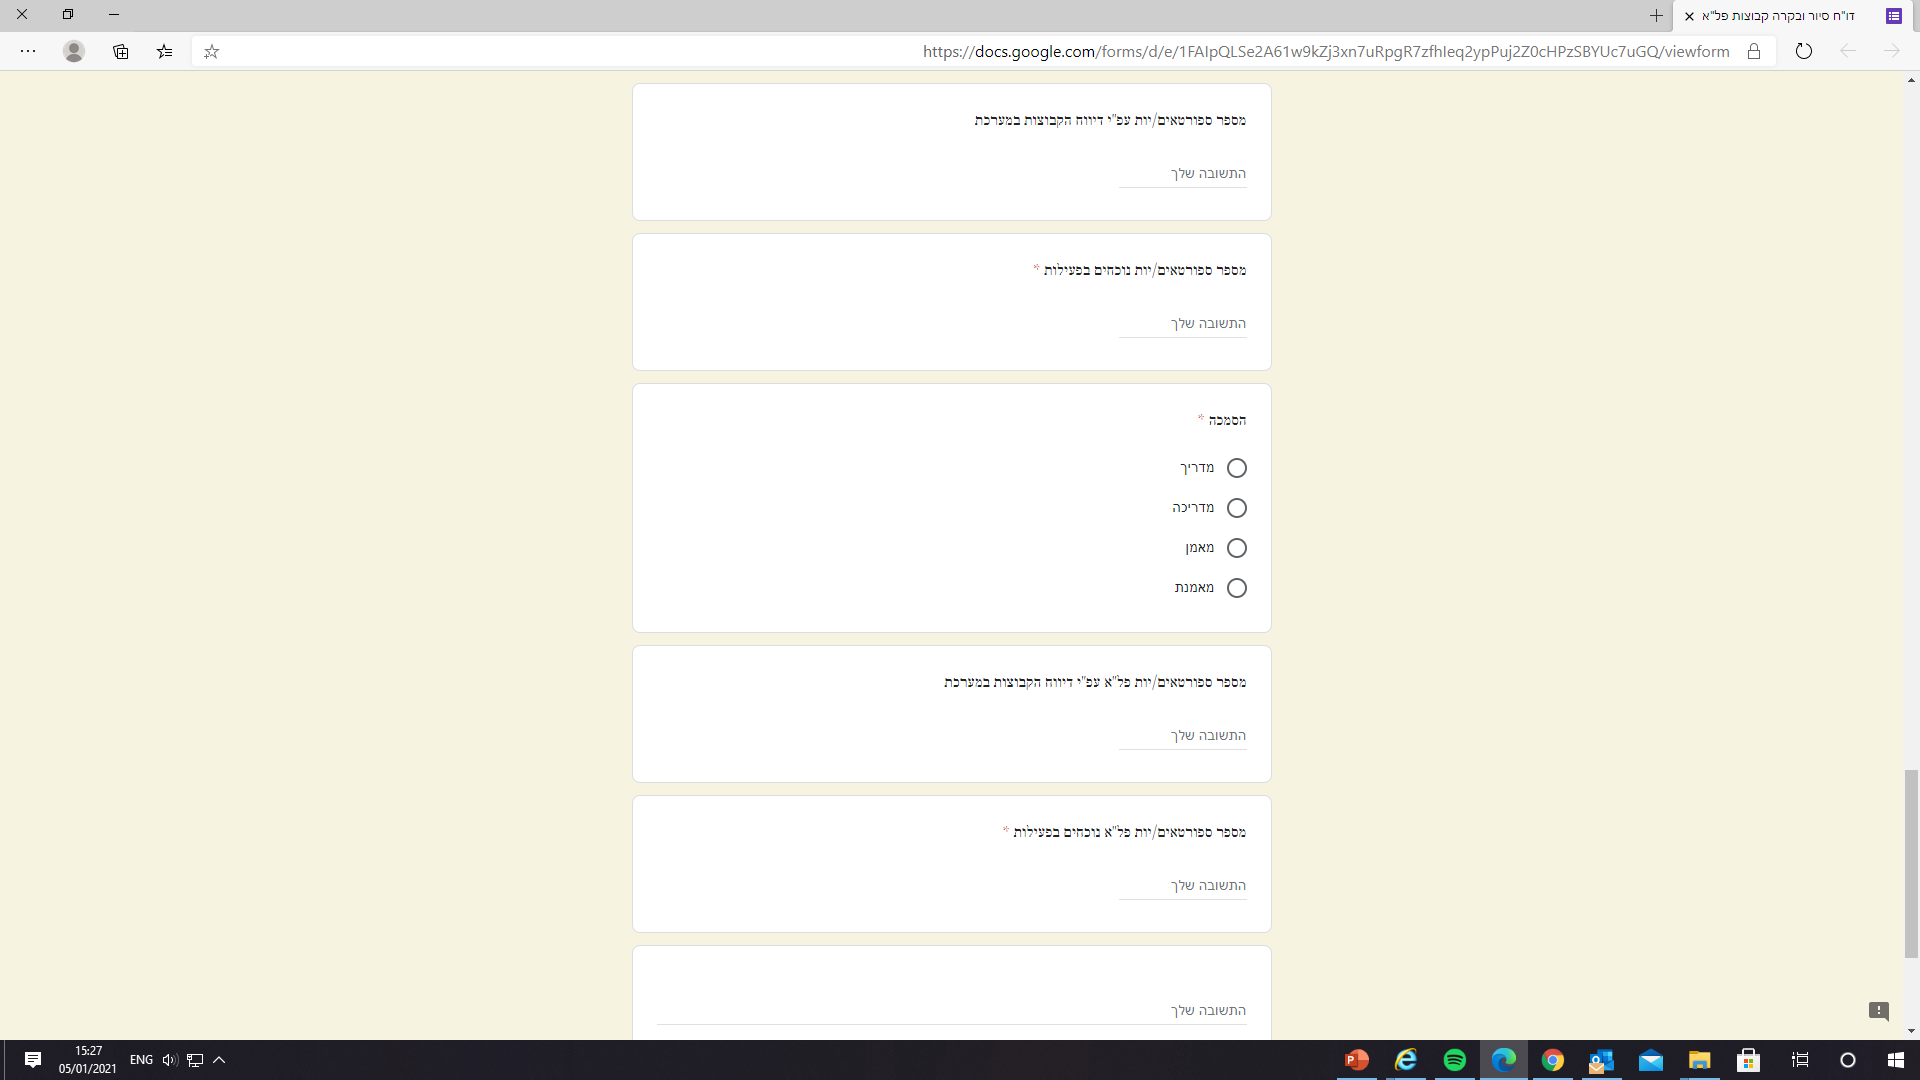 דו"ח סיור ובקרה קבוצות פל"א
https://docs.google.com/forms/d/e/1FAIpQLSe2A61w9kZj3xn7uRpgR7zfhIeq2ypPuj2Z0cHPzSBYUc7uGQ/viewform
מספר ספורטאים/יות עפ"י דיווח הקבוצות במערכת
התשובה שלך
מספר ספורטאים/יות נוכחים בפעילות *
התשובה שלך
הסמכה *
מדריך
מדריכה
מאמן
מאמנת
מספר ספורטאים/יות פל"א עפ"י דיווח הקבוצות במערכת
התשובה שלך
מספר ספורטאים/יות פל"א נוכחים בפעילות *
התשובה שלך
התשובה שלך
ENG
15:27
05/01/2021